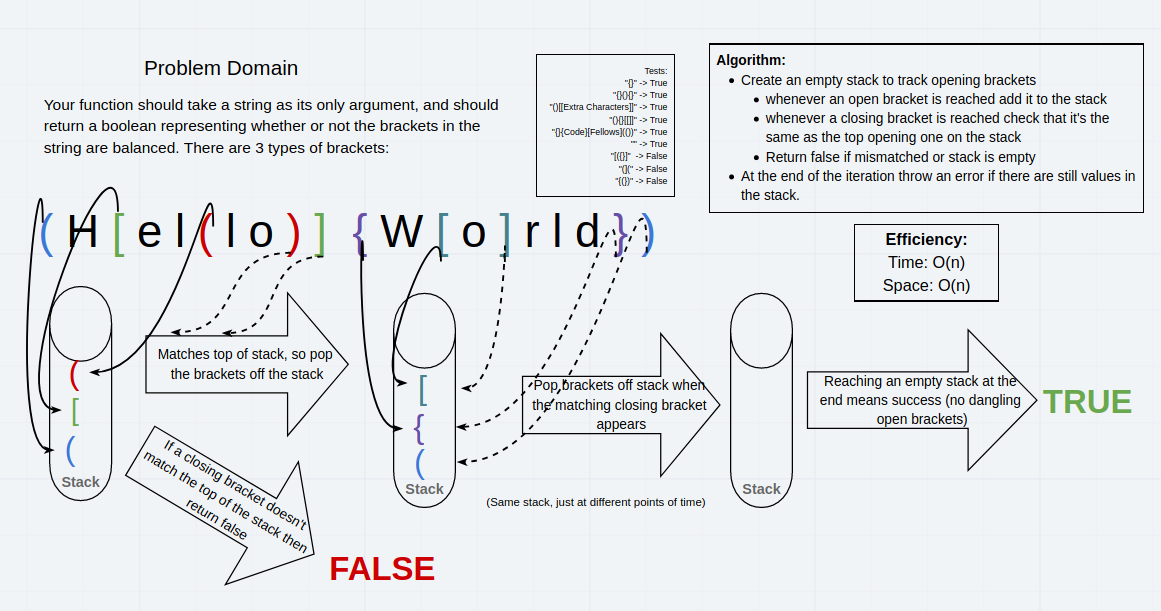 Problem Domain
Your function should take a string as its only argument, and should
return a boolean representing whether or not the brackets in the
string are balanced. There are 3 types of brackets:
Tests:
"{}" -> True
"{}(){}" -> True
"()[[Extra Characters]]" -> True
"(){}[[]]" -> True
"{}{Code}[Fellows](())" -> True
"" -> True
"[({}]" -> False
"(](" -> False
"{(})" -> False
Algorithm:
Create an empty stack to track opening brackets
whenever an open bracket is reached add it to the stack
whenever a closing bracket is reached check that it's the
same as the top opening one on the stack
Return false if mismatched or stack is empty
At the end of the iteration throw an error if there are still values in
the stack.
( H [ e l ( l o ) ] { W [ o ] r l d } )
Efficiency:
Time: O(n)
Space: O(n)
(
[
(
Stack
Matches top of stack, so pop
the brackets off the stack
[
{
(
Stack
Pop brackets off stack when
the matching closing bracket
appears
Stack
Reaching an empty stack at the
end means success (no dangling
open brackets)
TRUE
If a closing bracket doesn't
match the top of the stack then
return false
(Same stack, just at different points of time)
FALSE